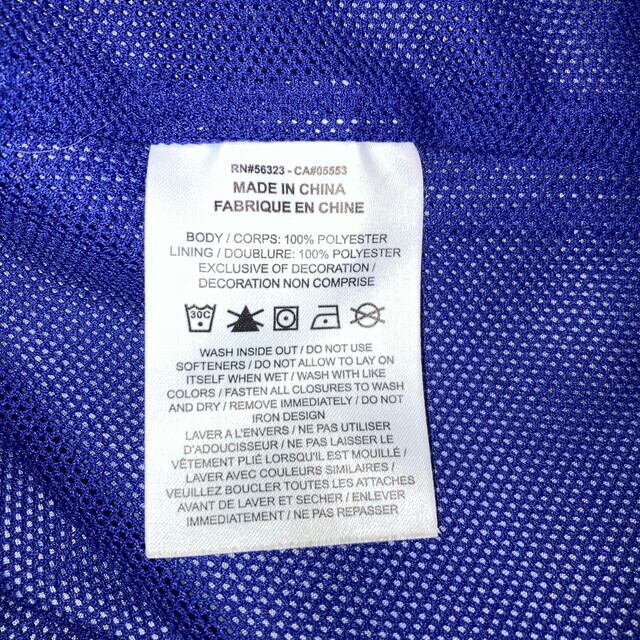 RN#56323 - CA#05553
MADE IN CHINA
FABRIQUE EN CHINE
BODY / CORPS: 100% POLYESTER
LINING / DOUBLURE: 100% POLYESTER
EXCLUSIVE OF DECORATION /
DECORATION NON COMPRISE
30C
WASH INSIDE OUT / DO NOT USE
SOFTENERS / DO NOT ALLOW TO LAY ON
ITSELF WHEN WET / WASH WITH LIKE
COLORS / FASTEN ALL CLOSURES TO WASH
AND DRY / REMOVE IMMEDIATELY / DO NOT
IRON DESIGN
LAVER A L'ENVERS / NE PAS UTILISER
D'ADOUCISSEUR / NE PAS LAISSER LE
VÊTEMENT PLIÉ LORSQU'IL EST MOUILLÉ /
LAVER AVEC COULEURS SIMILAIRES /
VEUILLEZ BOUCLER TOUTES LES ATTACHES
AVANT DE LAVER ET SECHER / ENLEVER
IMMEDIATEMENT / NE PAS REPASSER